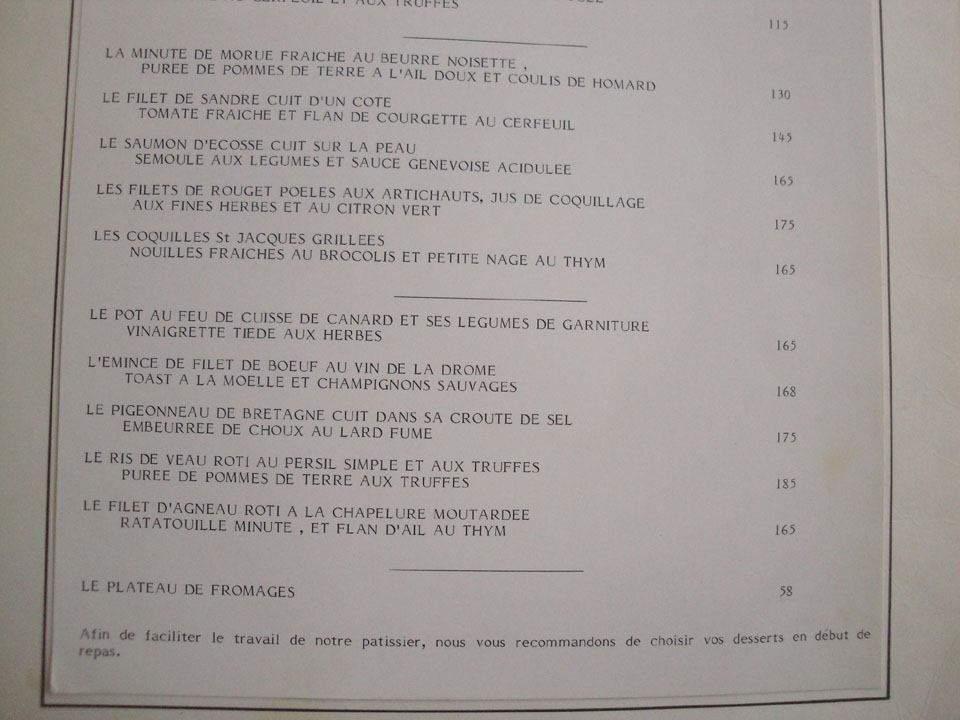 CERFEUIL ET AUX TRUFFES
115
LA MINUTE DE MORUE FRAICHE AU BEURRE NOISETTE ,
PUREE DE POMMES DE TERRE A L'AIL DOUX ET COULIS DE HOMARD
130
LE FILET DE SANDRE CUIT D'UN COTE
TOMATE FRAICHE ET FLAN DE COURGETTE AU CERFEUIL
145
LE SAUMON D'ECOSSE CUIT SUR LA PEAU
SEMOULE AUX LEGUMES ET SAUCE GENEVOISE ACIDULEE
165
LES FILETS DE ROUGET POELES AUX ARTICHAUTS, JUS DE COQUILLAGE
AUX FINES HERBES ET AU CITRON VERT
175
LES COQUILLES St JACQUES GRILLEES
NOUILLES FRAICHES AU BROCOLIS ET PETITE NAGE AU THYM
165
LE POT AU FEU DE CUISSE DE CANARD ET SES LEGUMES DE GARNITURE
VINAIGRETTE TIEDE AUX HERBES
165
L'EMINCE DE FILET DE BOEUF AU VIN DE LA DROME
TOAST A LA MOELLE ET CHAMPIGNONS SAUVAGES
168
LE PIGEONNEAU DE BRETAGNE CUIT DANS SA CROUTE DE SEL
EMBEURREE DE CHOUX AU LARD FUME
175
LE RIS DE VEAU ROTI AU PERSIL SIMPLE ET AUX TRUFFES
PUREE DE POMMES DE TERRE AUX TRUFFES
185
LE FILET D'AGNEAU ROTI A LA CHAPELURE MOUTARDEE
RATATOUILLE MINUTE , ET FLAN D'AIL AU THYM
165
LE PLATEAU DE FROMAGES
58
Afin de faciliter le travail de notre patissier, nous vous recommandons de choisir vos desserts en début de
repas.